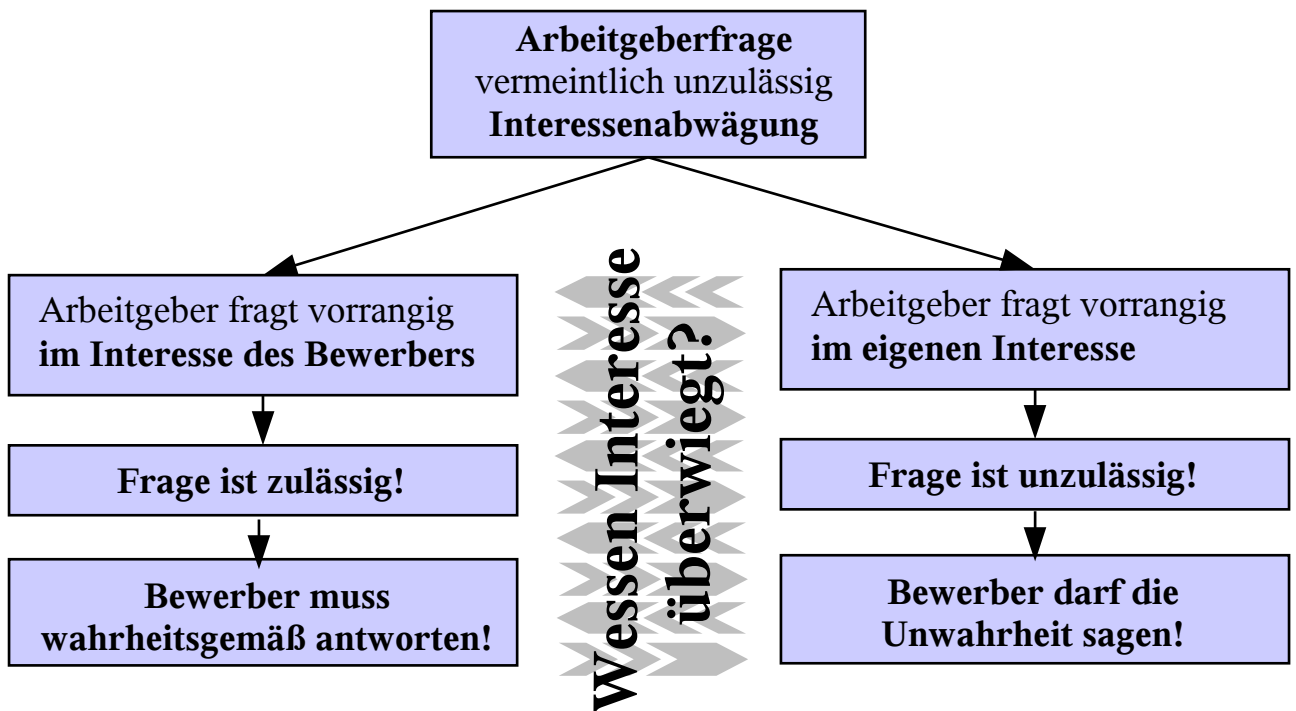 Arbeitgeberfrage
vermeintlich unzulässig
Interessenabwägung
Arbeitgeber fragt vorrangig
im Interesse des Bewerbers
Frage ist zulässig!
Bewerber muss
wahrheitsgemäß antworten!
Wessen Interesse
überwiegt?
Arbeitgeber fragt vorrangig
im eigenen Interesse
Frage ist unzulässig!
Bewerber darf die
Unwahrheit sagen!